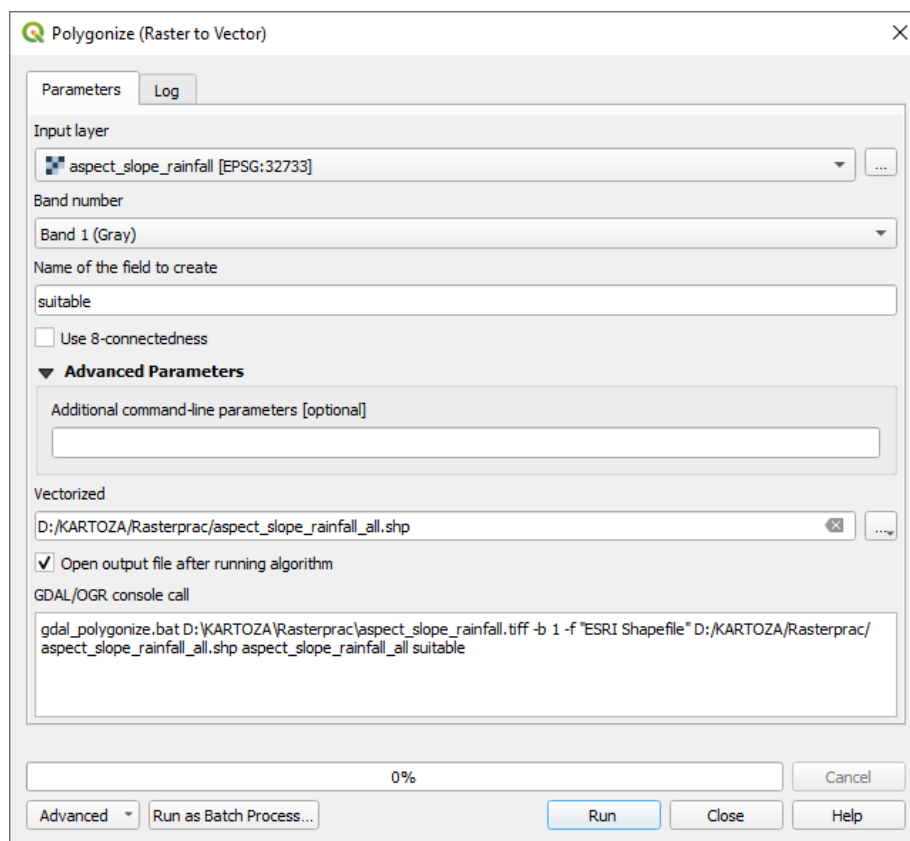 Polygonize (Raster to Vector)
Parameters
Log
Input layer
aspect_slope_rainfall [EPSG:32733]
...
Band number
Band 1 (Gray)
Name of the field to create
suitable
Use 8-connectedness
Advanced Parameters
Additional command-line parameters [optional]
Vectorized
D:/KARTOZA/Rasterprac/aspect_slope_rainfall_all.shp
...
Open output file after running algorithm
GDAL/OGR console call
gdal_polygonize.bat D:\KARTOZA\Rasterprac\aspect_slope_rainfall.tiff -b 1 -f "ESRI Shapefile" D:/KARTOZA/Rasterprac/
aspect_slope_rainfall_all.shp aspect_slope_rainfall_all suitable
0%
Cancel
Advanced
Run as Batch Process...
Run
Close
Help